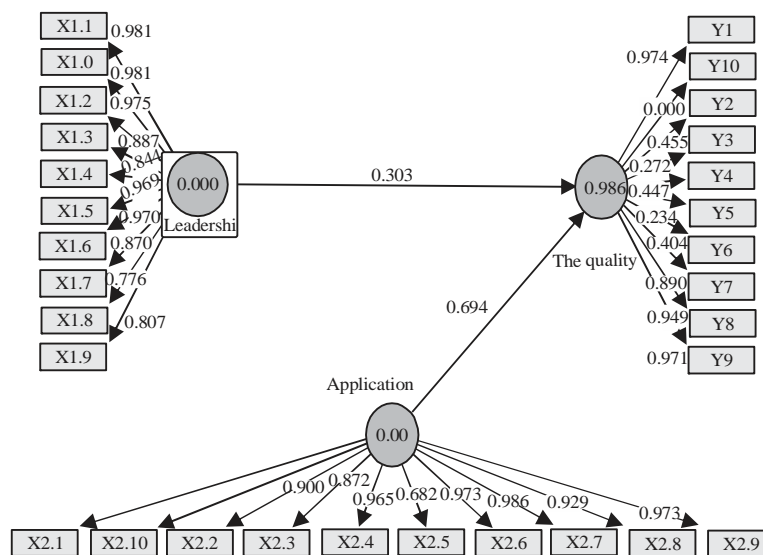 X1.1
X1.0
X1.2
X1.3
X1.4
X1.5
X1.6
X1.7
X1.8
X1.9
0.981
0.981
0.975
0.887
0.844
0.969
0.970
0.870
0.776
0.807
0.000
Leadershi
0.303
0.986
The quality
0.694
Y1
Y10
Y2
Y3
Y4
Y5
Y6
Y7
Y8
Y9
0.974
0.000
0.455
0.272
0.447
0.234
0.404
0.890
0.949
0.971
Application
0.00
0.900
0.872
0.965
0.682
0.973
0.986
0.929
0.973
X2.1
X2.10
X2.2
X2.3
X2.4
X2.5
X2.6
X2.7
X2.8
X2.9